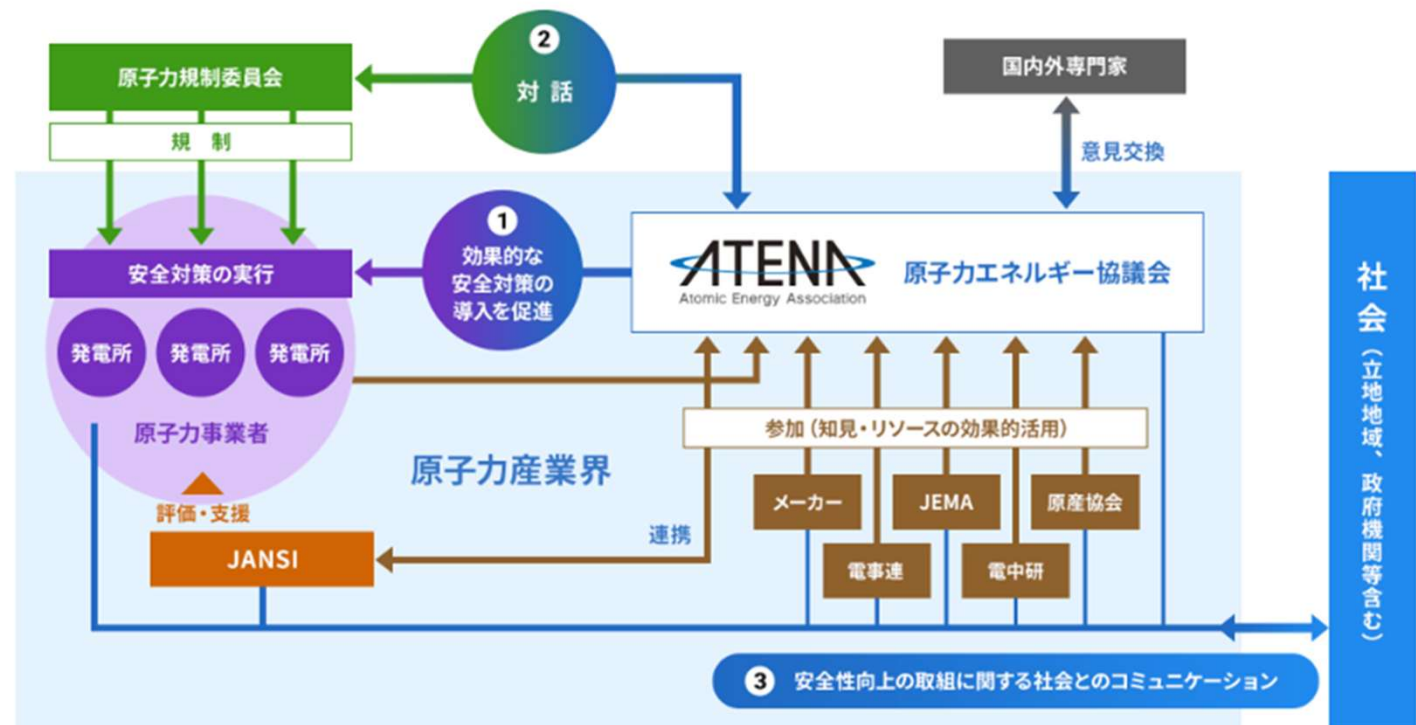 原子力規制委員会
規 制
2
対 話
国内外専門家
意見交換
安全対策の実行
発電所
発電所
発電所
原子力事業者
1
効果的な
安全対策の
導入を促進
ATENA
Atomic Energy Association
原子力エネルギー協議会
参加（知見・リソースの効果的活用）
原子力産業界
メーカー
JEMA
原産協会
電事連
電中研
評価・支援
JANSI
連携
社会（立地地域、政府機関等含む）
3 安全性向上の取組に関する社会とのコミュニケーション